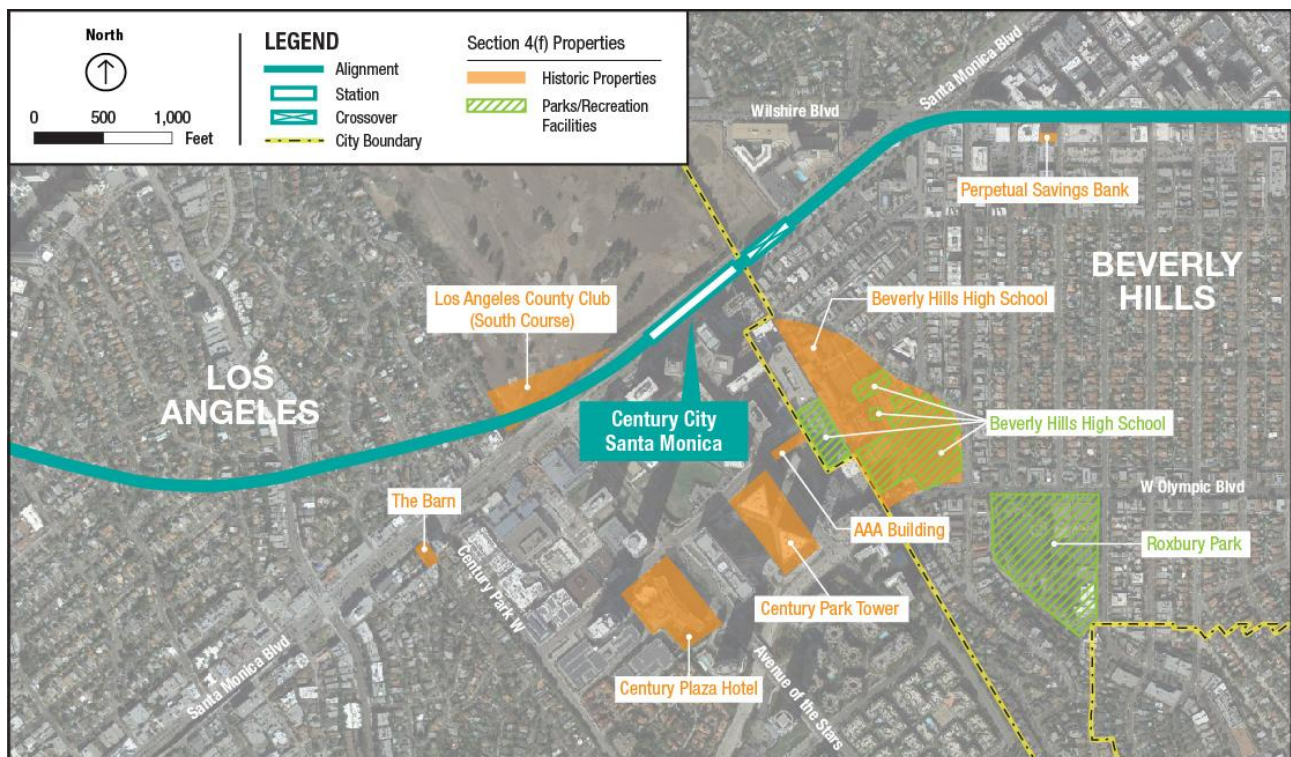 North
0 500 1,000
Feet
LEGEND
Alignment
Station
Crossover
City Boundary
Section 4(f) Properties
Historic Properties
Parks/Recreation
Facilities
Santa Monica Blvd
Wilshire Blvd
Perpetual Savings Bank
BEVERLY
HILLS
Beverly Hills High School
Los Angeles County Club
(South Course)
LOS
ANGELES
Century City
Santa Monica
Beverly Hills High School
W Olympic Blvd
The Barn
AAA Building
Roxbury Park
Century Park W
Century Park Tower
Century Plaza Hotel
Avenue of the Stars
Santa Monica Blvd